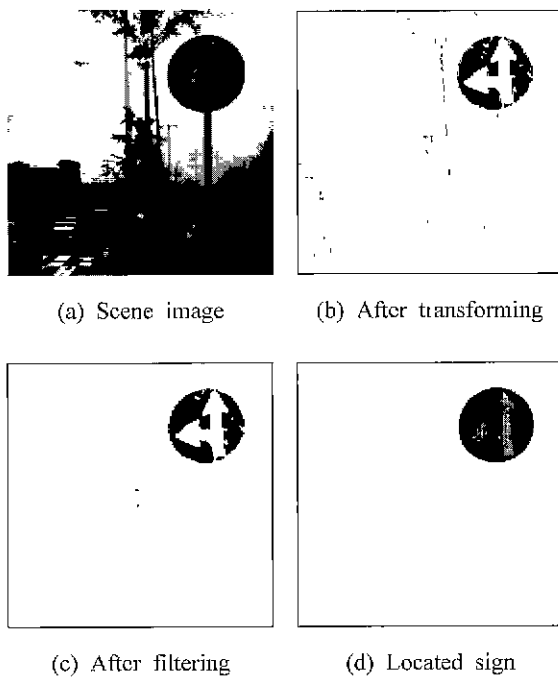 (a) Scene image
(b) After transforming
(c) After filtering
(d) Located sign